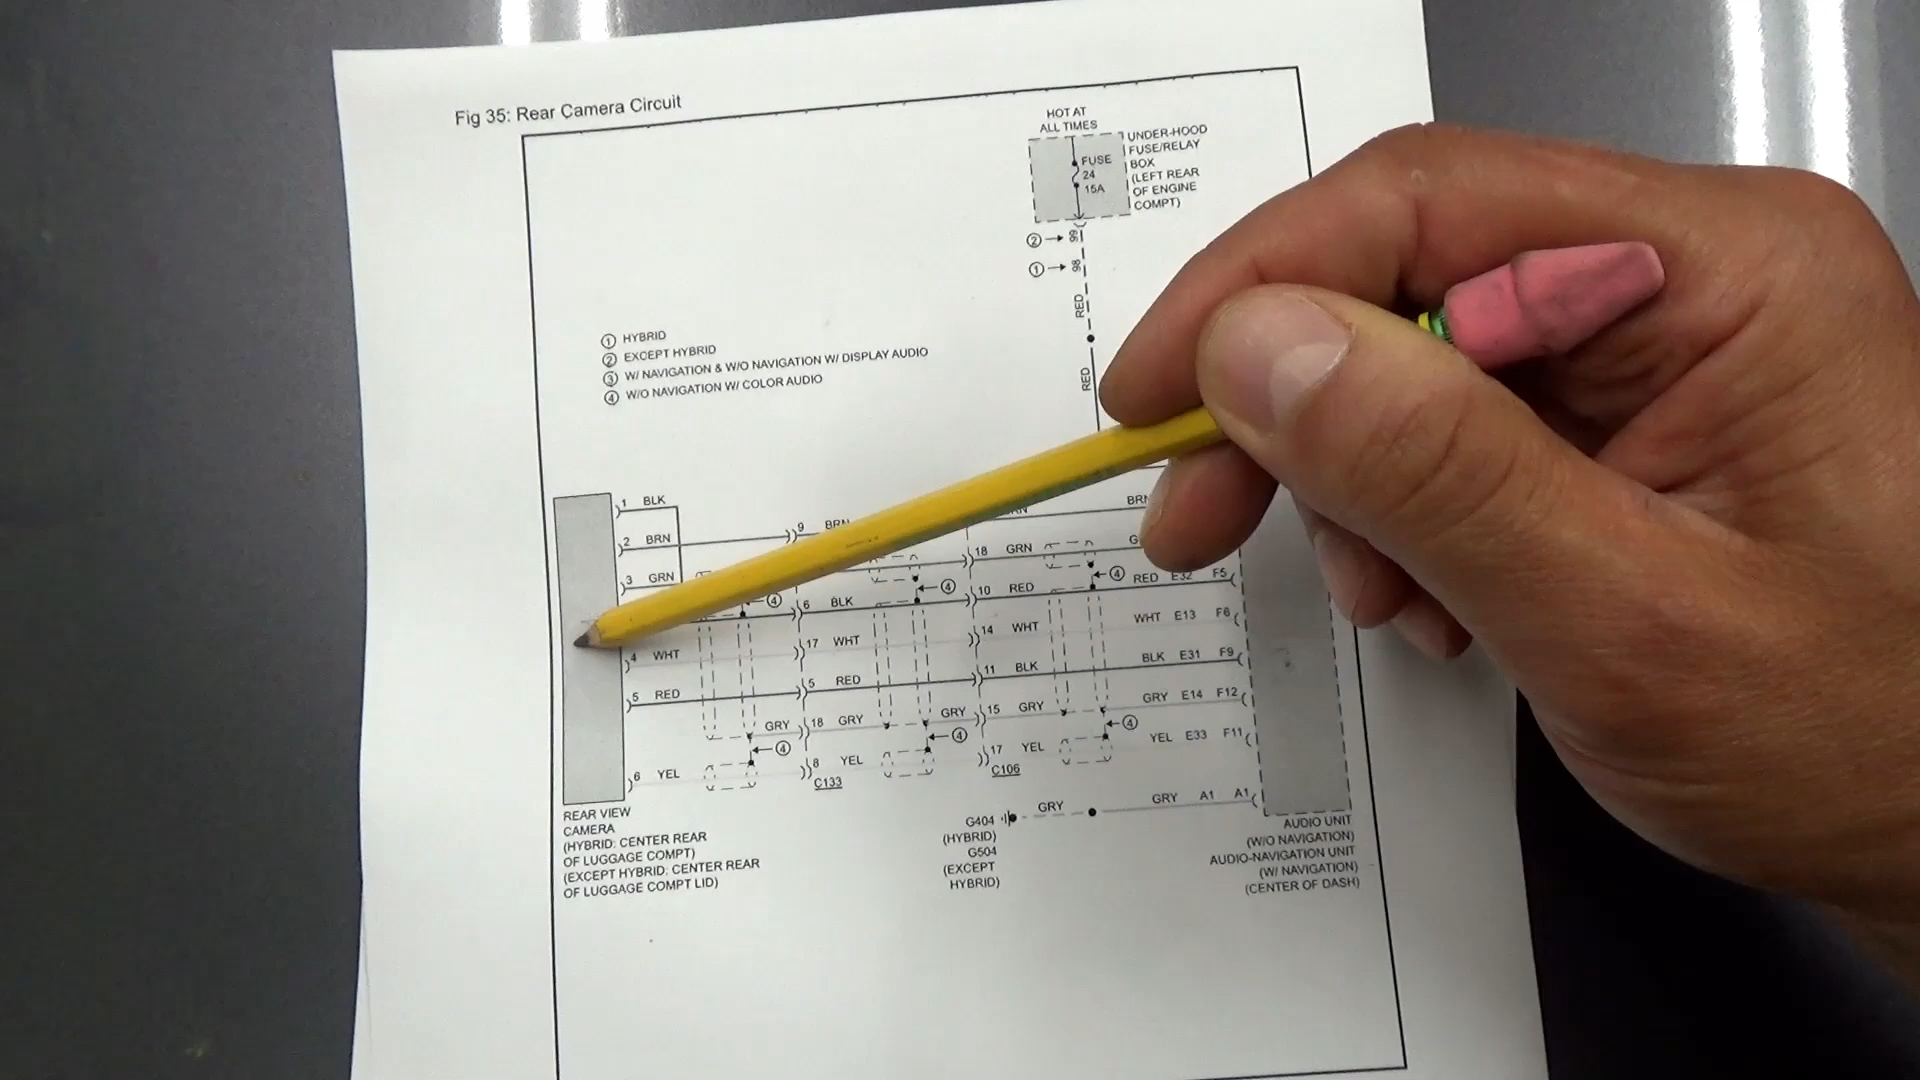 Fig 35: Rear Camera Circuit
HOT AT
ALL TIMES
FUSE
24
15A
UNDER-HOOD
FUSE/RELAY
BOX
(LEFT REAR
OF ENGINE
COMPT)
2 99
1 98
RED
RED
1 HYBRID
2 EXCEPT HYBRID
3 W/ NAVIGATION & W/O NAVIGATION W/ DISPLAY AUDIO
4 W/O NAVIGATION W/ COLOR AUDIO
1 BLK
2 BRN 9 BRN BRN
3 GRN 18 GRN
4 4 4
6 BLK 10 RED RED E32 F5
4 WHT 17 WHT 14 WHT WHT E13 F6
5 RED 5 RED 11 BLK BLK E31 F9
GRY 18 GRY GRY 15 GRY GRY E14 F12
4 4 4
6 YEL 8 YEL 17 YEL YEL E33 F11
C133 C106
GRY GRY A1 A1
REAR VIEW
CAMERA
(HYBRID: CENTER REAR
OF LUGGAGE COMPT)
(EXCEPT HYBRID: CENTER REAR
OF LUGGAGE COMPT LID)
G404
(HYBRID)
G504
(EXCEPT
HYBRID)
AUDIO UNIT
(W/O NAVIGATION)
AUDIO-NAVIGATION UNIT
(W/ NAVIGATION)
(CENTER OF DASH)